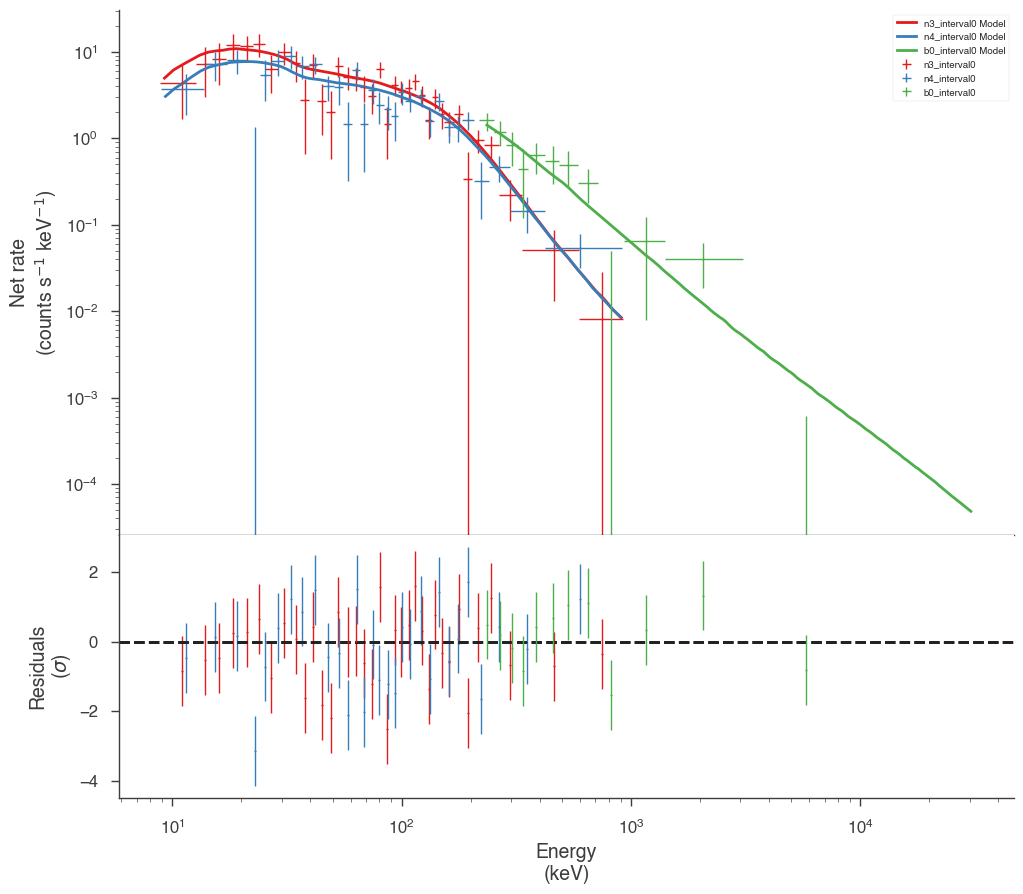 n3_interval0 Model
n4_interval0 Model
b0_interval0 Model
n3_interval0
n4_interval0
b0_interval0
Net rate
(counts s⁻¹ keV⁻¹)
10¹
10⁰
10⁻¹
10⁻²
10⁻³
10⁻⁴
Residuals
(σ)
2
0
−2
−4
10¹ 10² 10³ 10⁴
Energy
(keV)